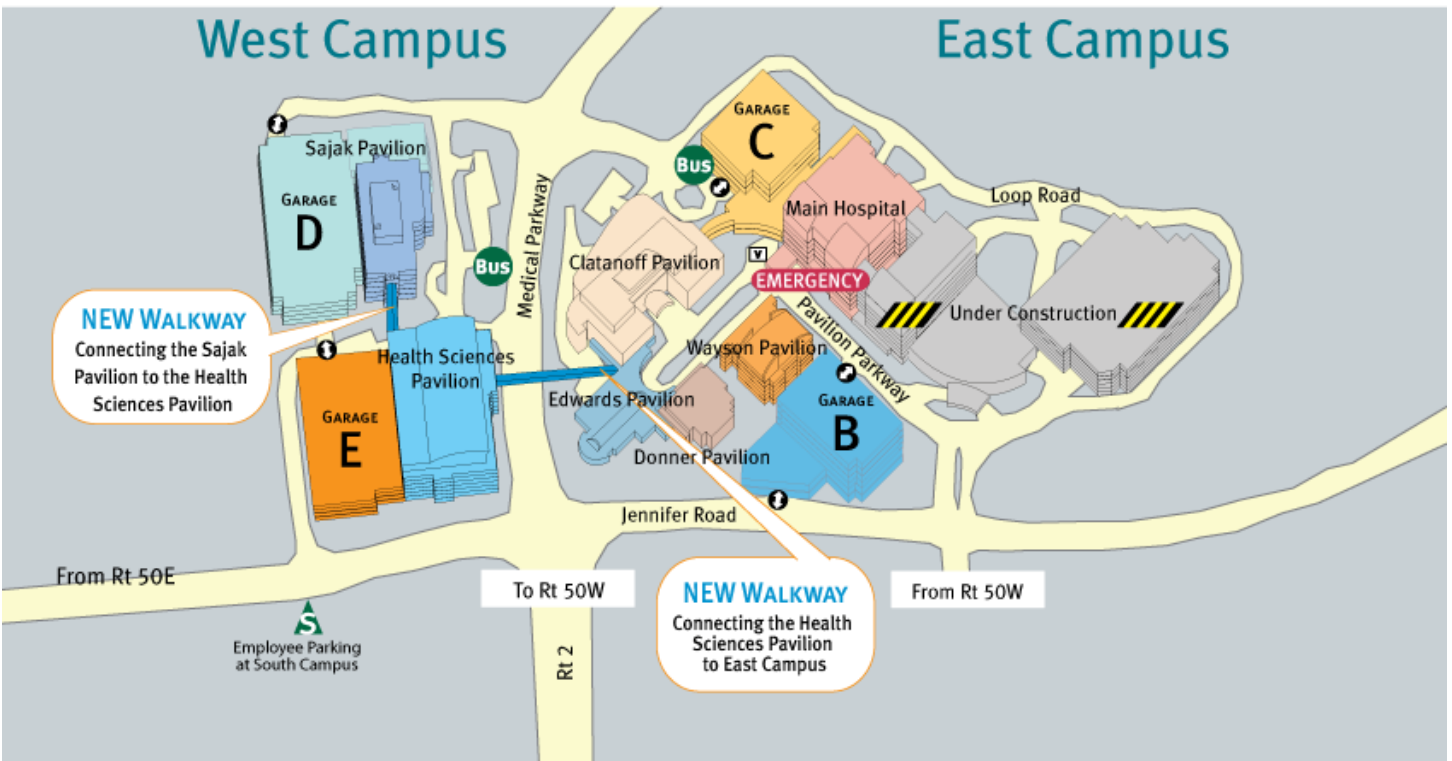 West Campus
East Campus
GARAGE
C
Sajak Pavilion
Bus
GARAGE
D
Loop Road
Main Hospital
Medical Parkway
Bus
Clatanoff Pavilion
V
EMERGENCY
NEW WALKWAY
Connecting the Sajak
Pavilion to the Health
Sciences Pavilion
Under Construction
Pavilion Parkway
Health Sciences
Pavilion
Wayson Pavilion
Edwards Pavilion
GARAGE
B
GARAGE
E
Donner Pavilion
Jennifer Road
From Rt 50E
To Rt 50W
NEW WALKWAY
Connecting the Health
Sciences Pavilion
to East Campus
From Rt 50W
S
Employee Parking
at South Campus
Rt 2